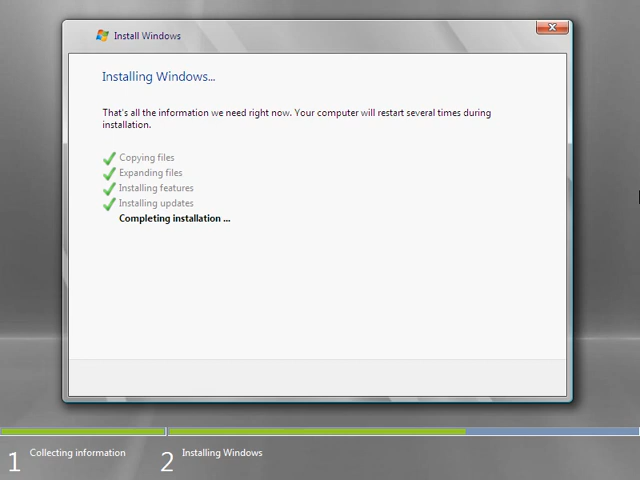 Install Windows
Installing Windows...
That's all the information we need right now. Your computer will restart several times during
installation.
Copying files
Expanding files
Installing features
Installing updates
Completing installation ...
1 Collecting information
2 Installing Windows